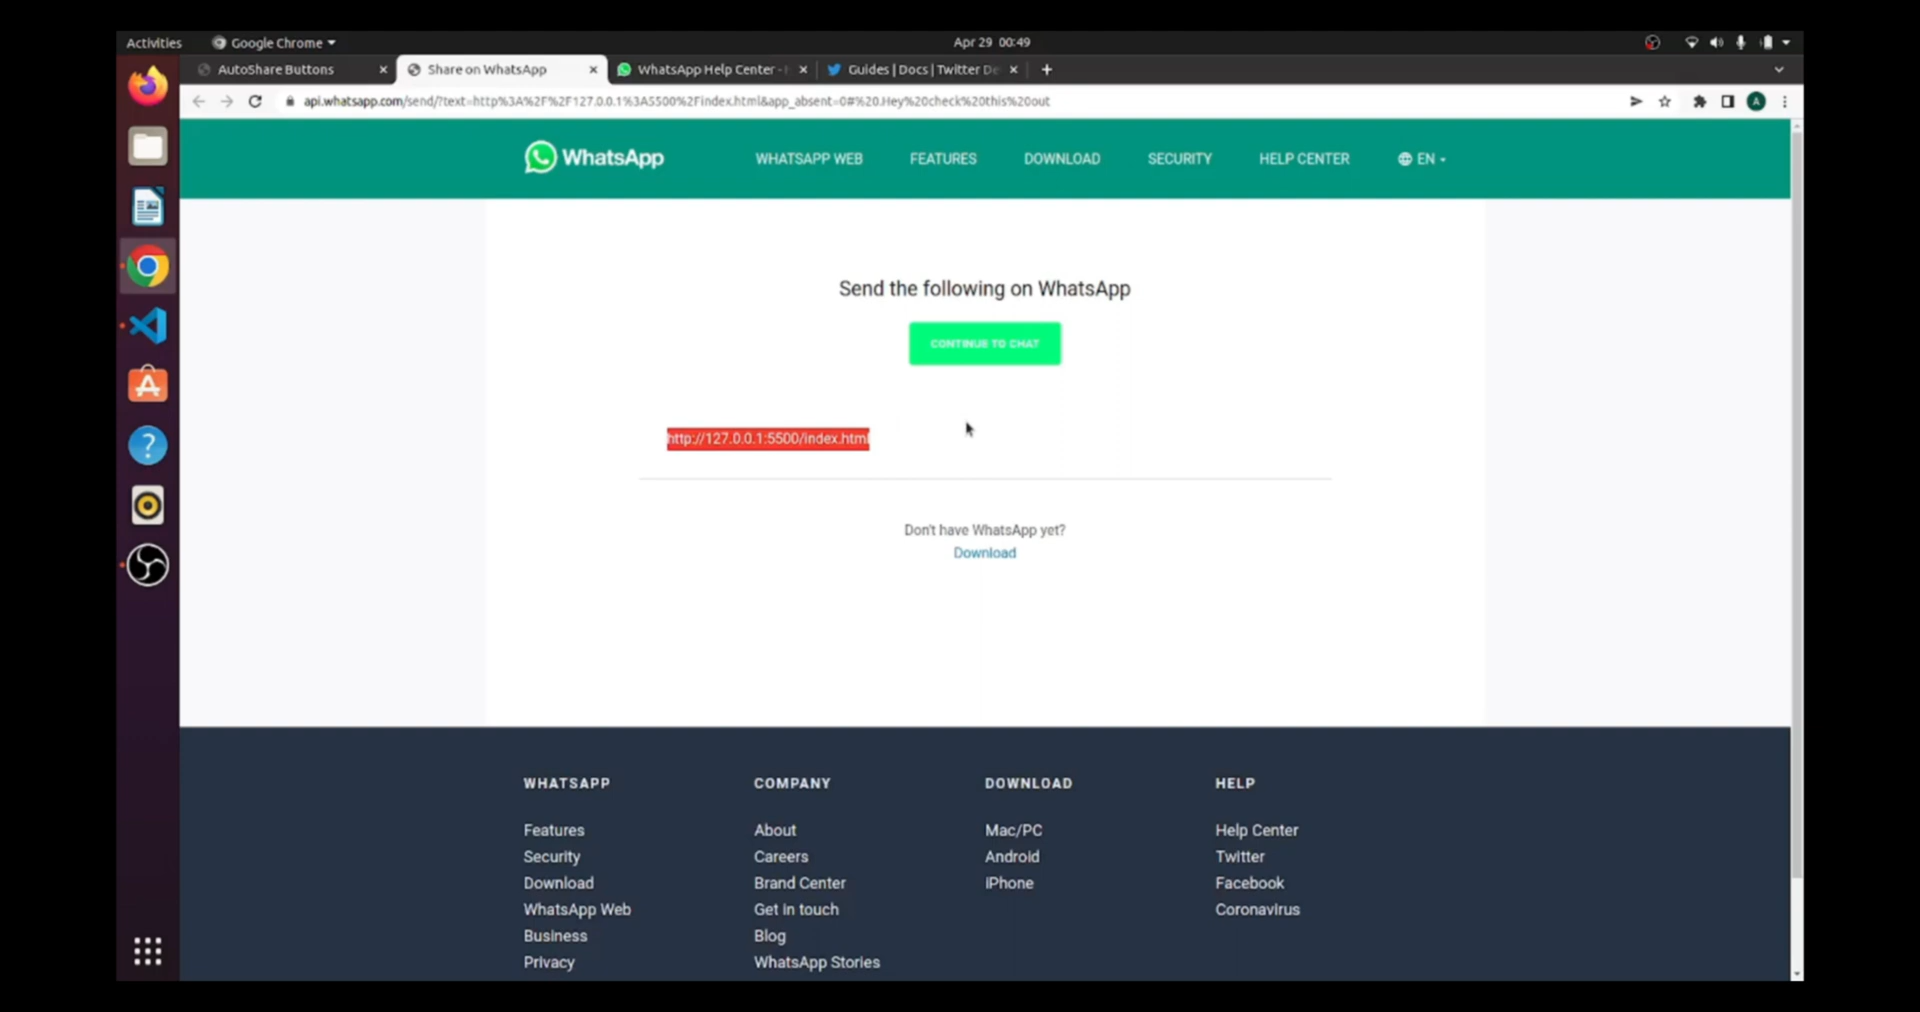 Activities Google Chrome Apr 29 00:49
AutoShare Buttons Share on WhatsApp WhatsApp Help Center - Guides | Docs | Twitter De
api.whatsapp.com/send/?text=http%3A%2F%2F127.0.0.1%3A5500%2Findex.html&app_absent=0#%20.Hey%20check%20this%20out A
WhatsApp WHATSAPP WEB FEATURES DOWNLOAD SECURITY HELP CENTER EN
Send the following on WhatsApp
CONTINUE TO CHAT
http://127.0.0.1:5500/index.html
Don't have WhatsApp yet?
Download
WHATSAPP COMPANY DOWNLOAD HELP
Features About Mac/PC Help Center
Security Careers Android Twitter
Download Brand Center iPhone Facebook
WhatsApp Web Get in touch Coronavirus
Business Blog
Privacy WhatsApp Stories